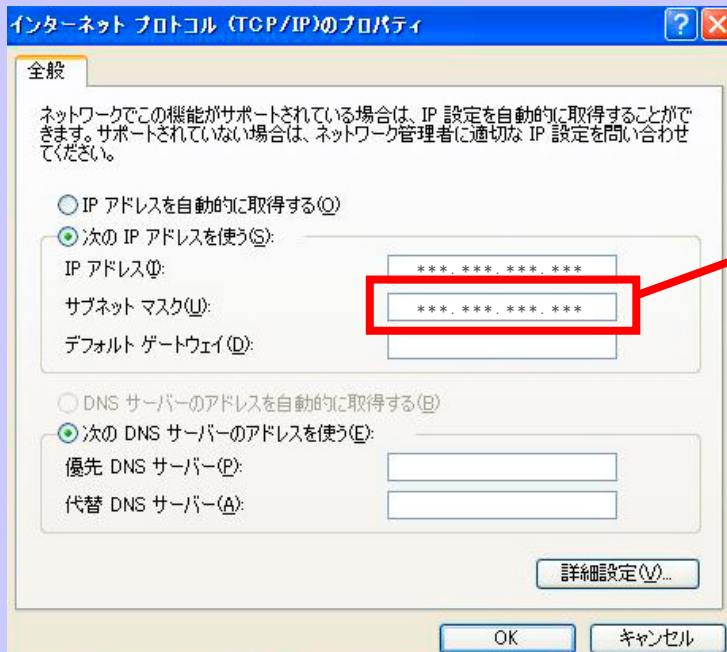 インターネット プロトコル (TCP/IP)のプロパティ
全般
ネットワークでこの機能がサポートされている場合は、IP 設定を自動的に取得することがで
きます。サポートされていない場合は、ネットワーク管理者に適切な IP 設定を問い合わせ
てください。
IP アドレスを自動的に取得する(O)
次の IP アドレスを使う(S):
IP アドレス(I): ***. ***. ***. ***
サブネット マスク(U): ***. ***. ***. ***
デフォルト ゲートウェイ(D):
DNS サーバーのアドレスを自動的に取得する(B)
次の DNS サーバーのアドレスを使う(E):
優先 DNS サーバー(P):
代替 DNS サーバー(A):
詳細設定(V)...
OK
キャンセル